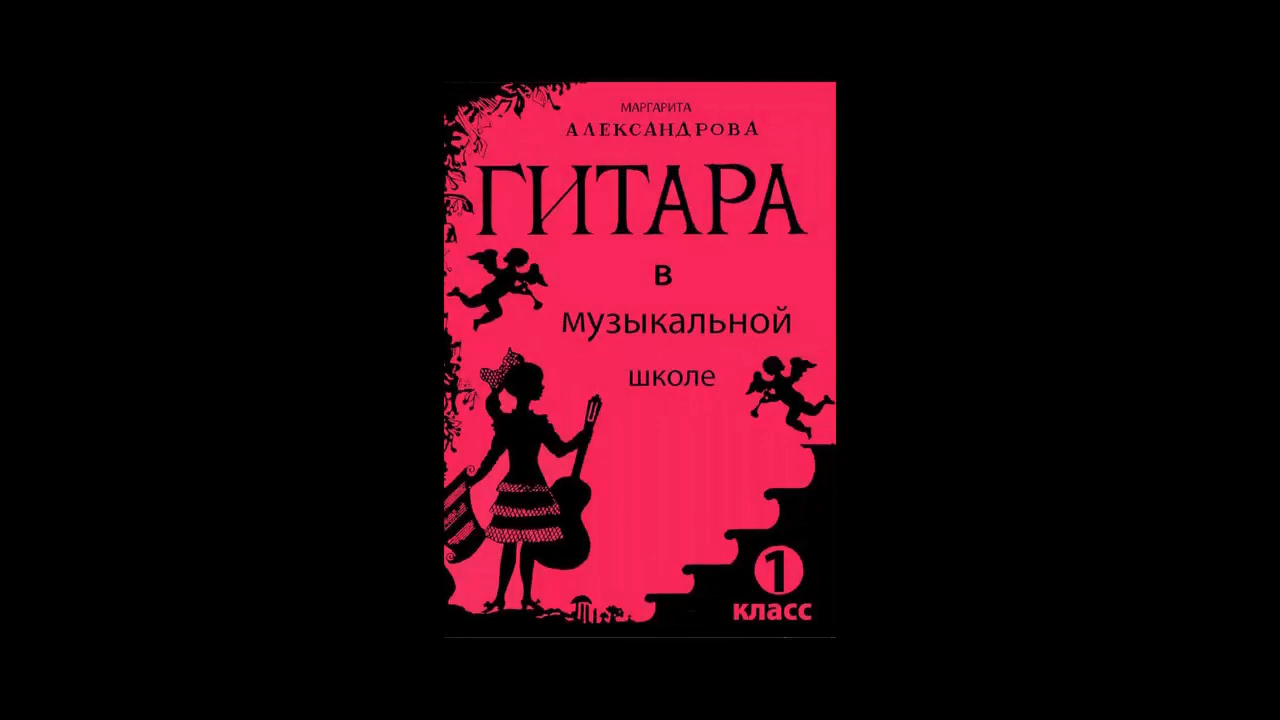 МАРГАРИТА
АЛЕКСАНДРОВА
ГИТАРА
в
музыкальной
школе
1
класс